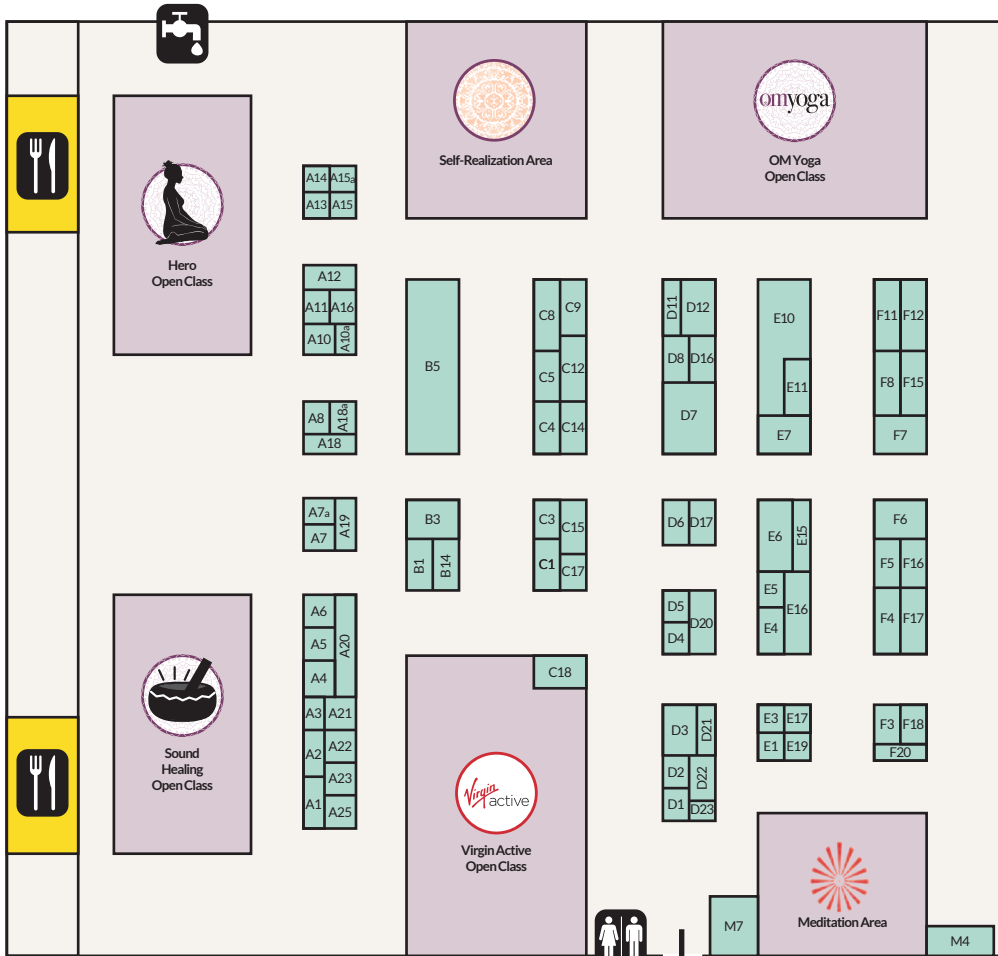 Self-Realization Area
omyoga
OM Yoga
Open Class
Hero
Open Class
A14
A15a
A13
A15
A12
A11
A16
A10
A10a
A8
A18a
A18
A7a
A7
A19
A6
A5
A4
A20
A3
A21
A2
A22
A23
A1
A25
B5
B3
B1
B14
C8
C9
C5
C12
C4
C14
C3
C15
C1
C17
C18
D11
D12
D8
D16
D7
D6
D17
D5
D4
D20
D3
D21
D2
D22
D1
D23
E10
E11
E7
E6
E15
E5
E4
E16
E3
E17
E1
E19
F11
F12
F8
F15
F7
F6
F5
F16
F4
F17
F3
F18
F20
Sound
Healing
Open Class
Virgin
active
Virgin Active
Open Class
Meditation Area
M7
M4